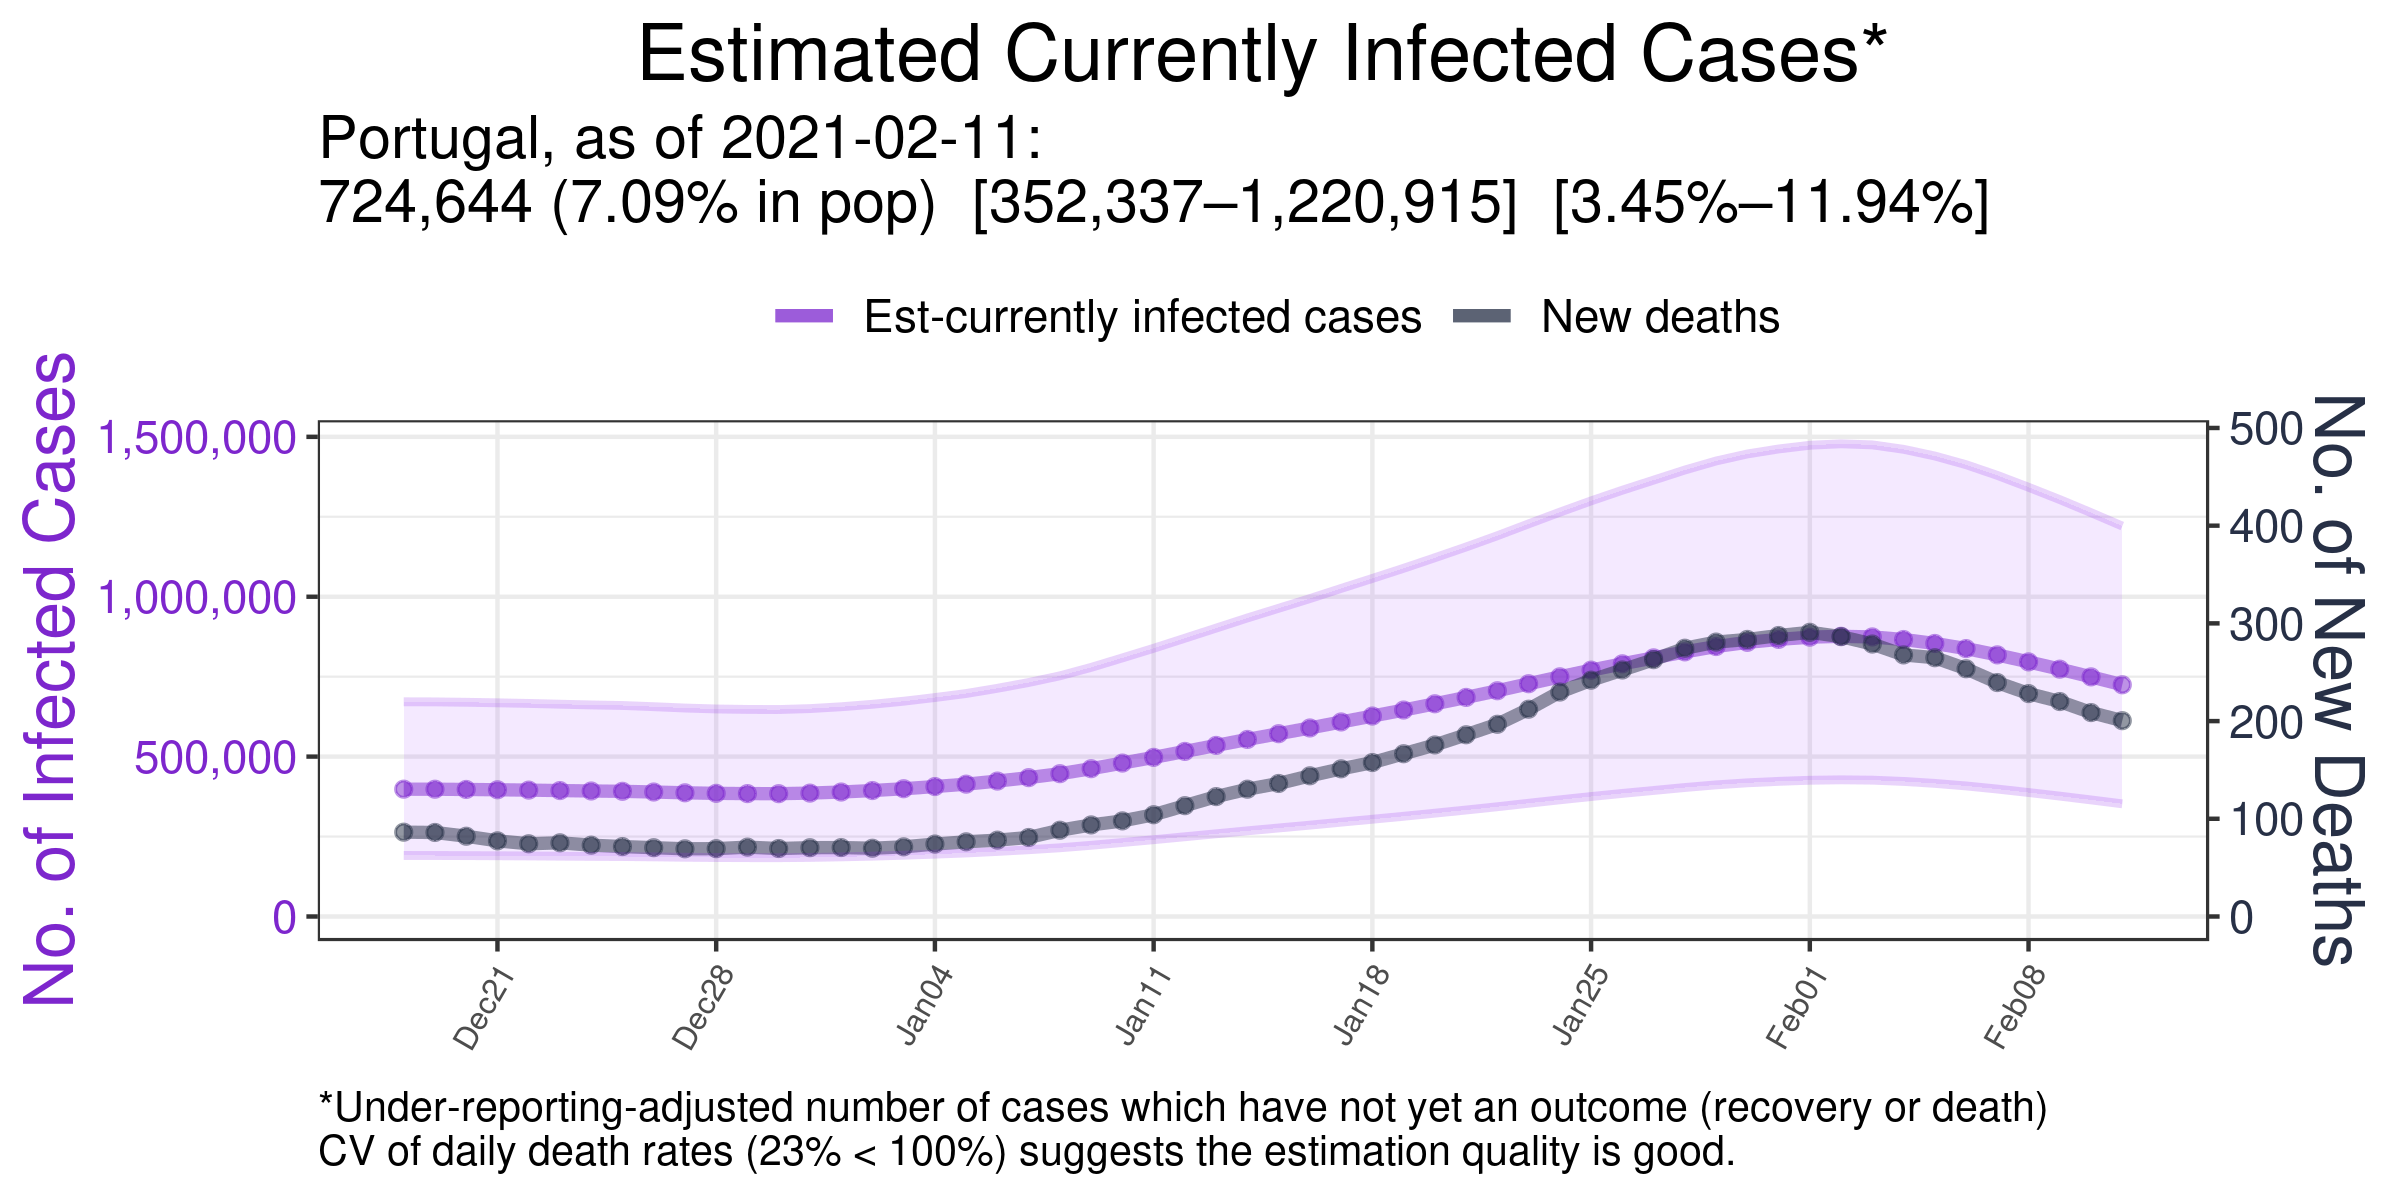 Estimated Currently Infected Cases*
Portugal, as of 2021-02-11:
724,644 (7.09% in pop) [352,337–1,220,915] [3.45%–11.94%]
Est-currently infected cases
New deaths
No. of Infected Cases
1,500,000
1,000,000
500,000
0
500
400
300
200
100
0
No. of New Deaths
Dec21
Dec28
Jan04
Jan11
Jan18
Jan25
Feb01
Feb08
*Under-reporting-adjusted number of cases which have not yet an outcome (recovery or death)
CV of daily death rates (23% < 100%) suggests the estimation quality is good.